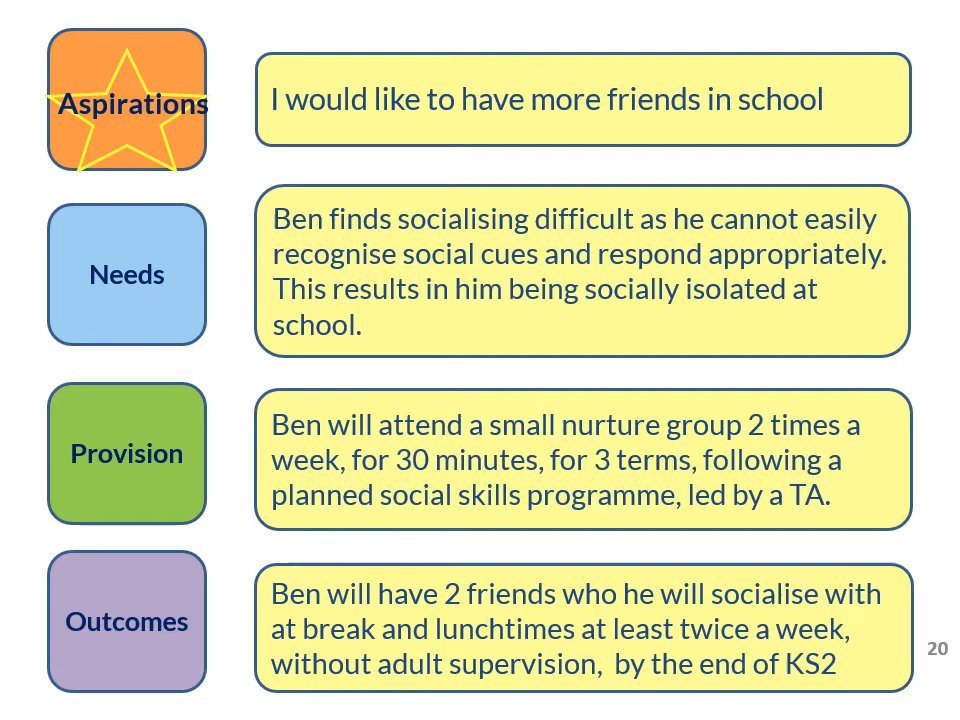 Aspirations
I would like to have more friends in school
Needs
Ben finds socialising difficult as he cannot easily
recognise social cues and respond appropriately.
This results in him being socially isolated at
school.
Provision
Ben will attend a small nurture group 2 times a
week, for 30 minutes, for 3 terms, following a
planned social skills programme, led by a TA.
Outcomes
Ben will have 2 friends who he will socialise with
at break and lunchtimes at least twice a week,
without adult supervision,  by the end of KS2
20